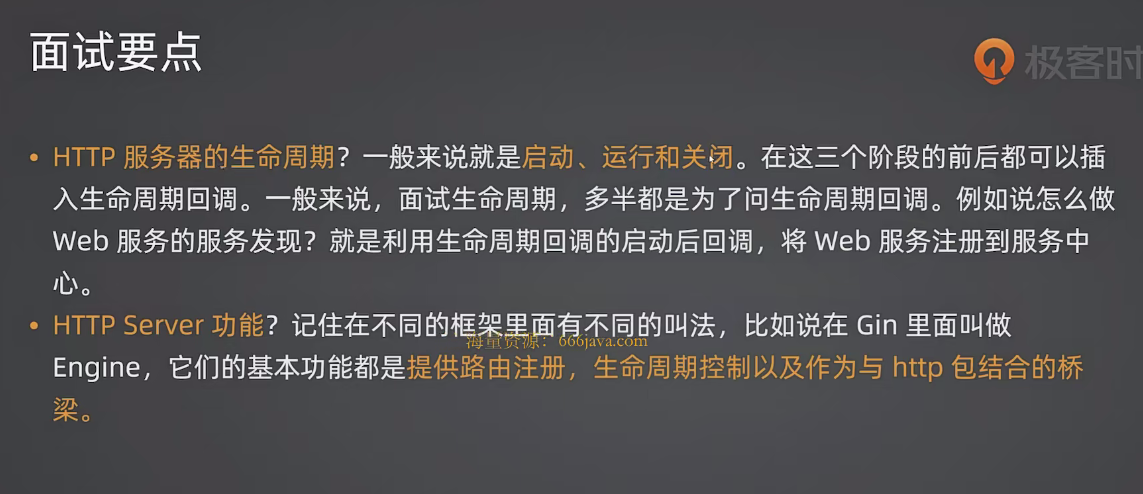 面试要点
极客时
• HTTP 服务器的生命周期？一般来说就是启动、运行和关闭。在这三个阶段的前后都可以插
入生命周期回调。一般来说，面试生命周期，多半都是为了问生命周期回调。例如说怎么做
Web 服务的服务发现？就是利用生命周期回调的启动后回调，将 Web 服务注册到服务中
心。
• HTTP Server 功能？记住在不同的框架里面有不同的叫法，比如说在 Gin 里面叫做
海量资源：666java.com
Engine，它们的基本功能都是提供路由注册，生命周期控制以及作为与 http 包结合的桥
梁。